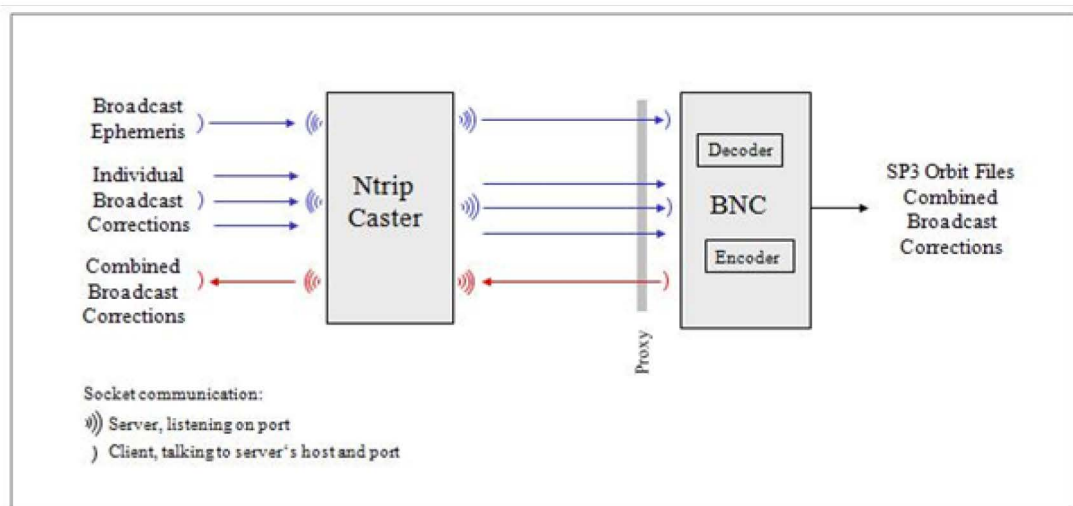 Broadcast
Ephemeris
Individual
Broadcast
Corrections
Combined
Broadcast
Corrections
Ntrip
Caster
Proxy
Decoder
BNC
Encoder
SP3 Orbit Files
Combined
Broadcast
Corrections
Socket communication:
Server, listening on port
Client, talking to server's host and port